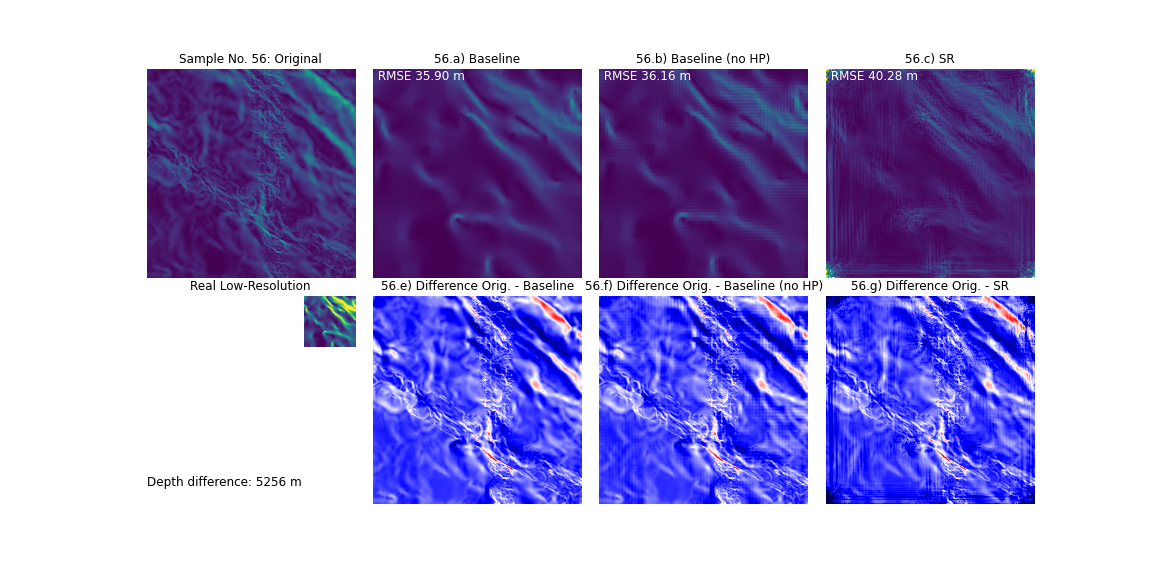 Sample No. 56: Original
56.a) Baseline
56.b) Baseline (no HP)
56.c) SR
RMSE 35.90 m
RMSE 36.16 m
RMSE 40.28 m
Real Low-Resolution
56.e) Difference Orig. - Baseline
56.f) Difference Orig. - Baseline (no HP)
56.g) Difference Orig. - SR
Depth difference: 5256 m